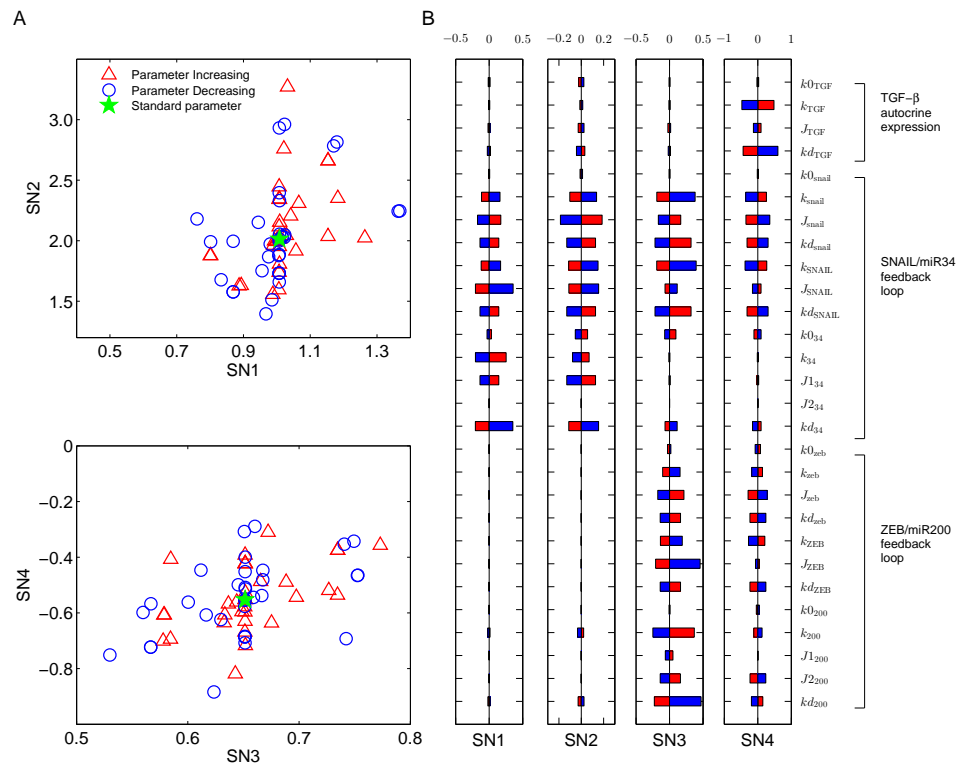 A
Parameter Increasing
Parameter Decreasing
Standard parameter
3.0
2.5
2.0
1.5
SN2
0.5 0.7 0.9 1.1 1.3
SN1
0
−0.2
−0.4
−0.6
−0.8
SN4
0.5 0.6 0.7 0.8
SN3
B
−0.5 0 0.5
−0.2 0 0.2
−0.5 0 0.5
−1 0 1
k0TGF
kTGF
JTGF
kdTGF
k0snail
ksnail
Jsnail
kdsnail
kSNAIL
JSNAIL
kdSNAIL
k034
k34
J134
J234
kd34
k0zeb
kzeb
Jzeb
kdzeb
kZEB
JZEB
kdZEB
k0200
k200
J1200
J2200
kd200
SN1 SN2 SN3 SN4
TGF−β
autocrine
expression
SNAIL/miR34
feedback
loop
ZEB/miR200
feedback
loop